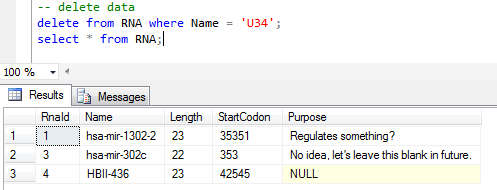 -- delete data
delete from RNA where Name = 'U34';
select * from RNA;
100 %
Results Messages
RnaId Name Length StartCodon Purpose
1 1 hsa-mir-1302-2 23 35351 Regulates something?
2 3 hsa-mir-302c 22 353 No idea, let's leave this blank in future.
3 4 HBII-436 23 42545 NULL